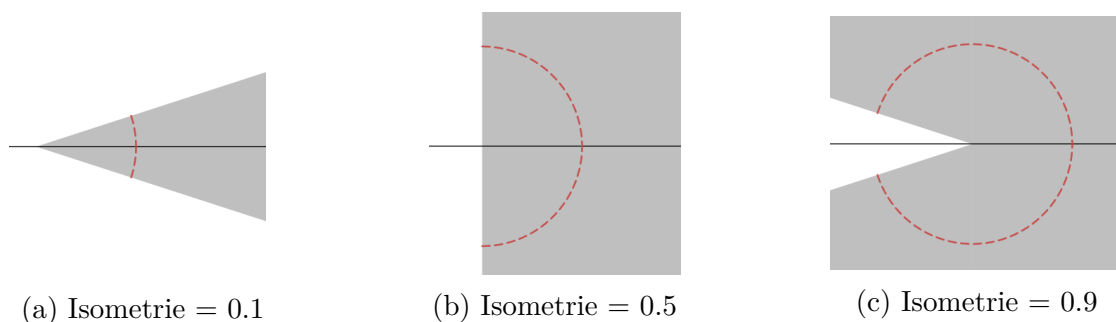 (a) Isometrie = 0.1
(b) Isometrie = 0.5
(c) Isometrie = 0.9